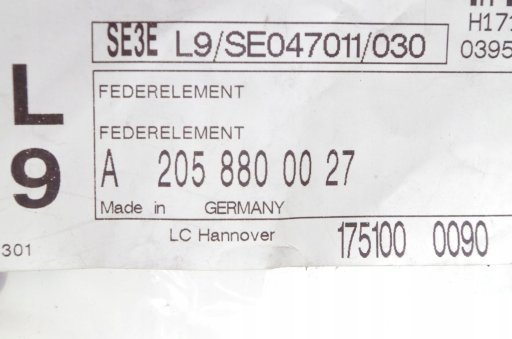 H171
SE3E L9/SE047011/030
0395
L
9
FEDERELEMENT
FEDERELEMENT
A 205 880 00 27
Made in GERMANY
301
LC Hannover
175100 0090